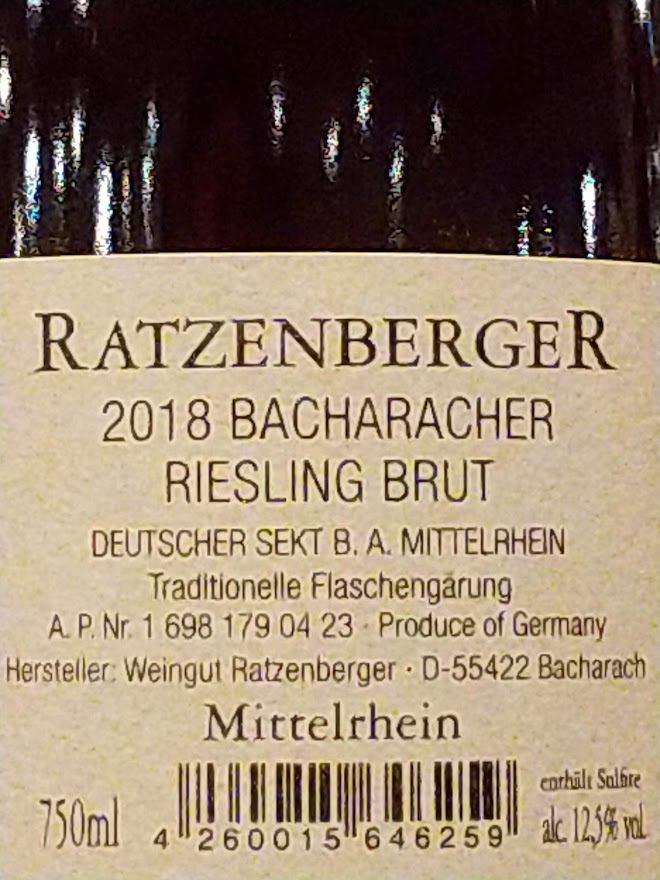 RATZENBERGER
2018 BACHARACHER
RIESLING BRUT
DEUTSCHER SEKT B. A. MITTELRHEIN
Traditionelle Flaschengärung
A. P. Nr. 1 698 179 04 23 · Produce of Germany
Hersteller: Weingut Ratzenberger · D-55422 Bacharach
Mittelrhein
enthält Sulfite
750ml
alc. 12,5% vol.
4 260015 646259